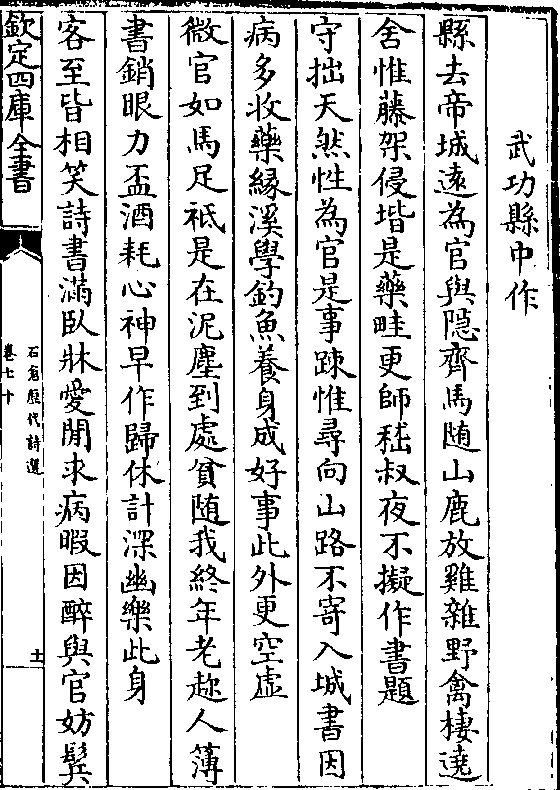 武功縣中作
縣去帝城遠為官與隠齊馬随山鹿放雞雜野禽棲遶
舍惟藤架侵堦是藥畦更師嵇叔夜不擬作書題
守拙天然性為官是事踈惟尋向山路不寄入城書因
病多收藥緣溪學釣魚養身成好事此外更空虚
微官如馬足祗是在泥塵到處貧随我終年老趂人簿
書銷眼力盃酒耗心神早作歸休計深幽樂此身
客至皆相笑詩書滿臥牀愛閒求病暇因醉與官妨鬂
欽定四庫全書
石倉歷代詩選
卷七十
十一